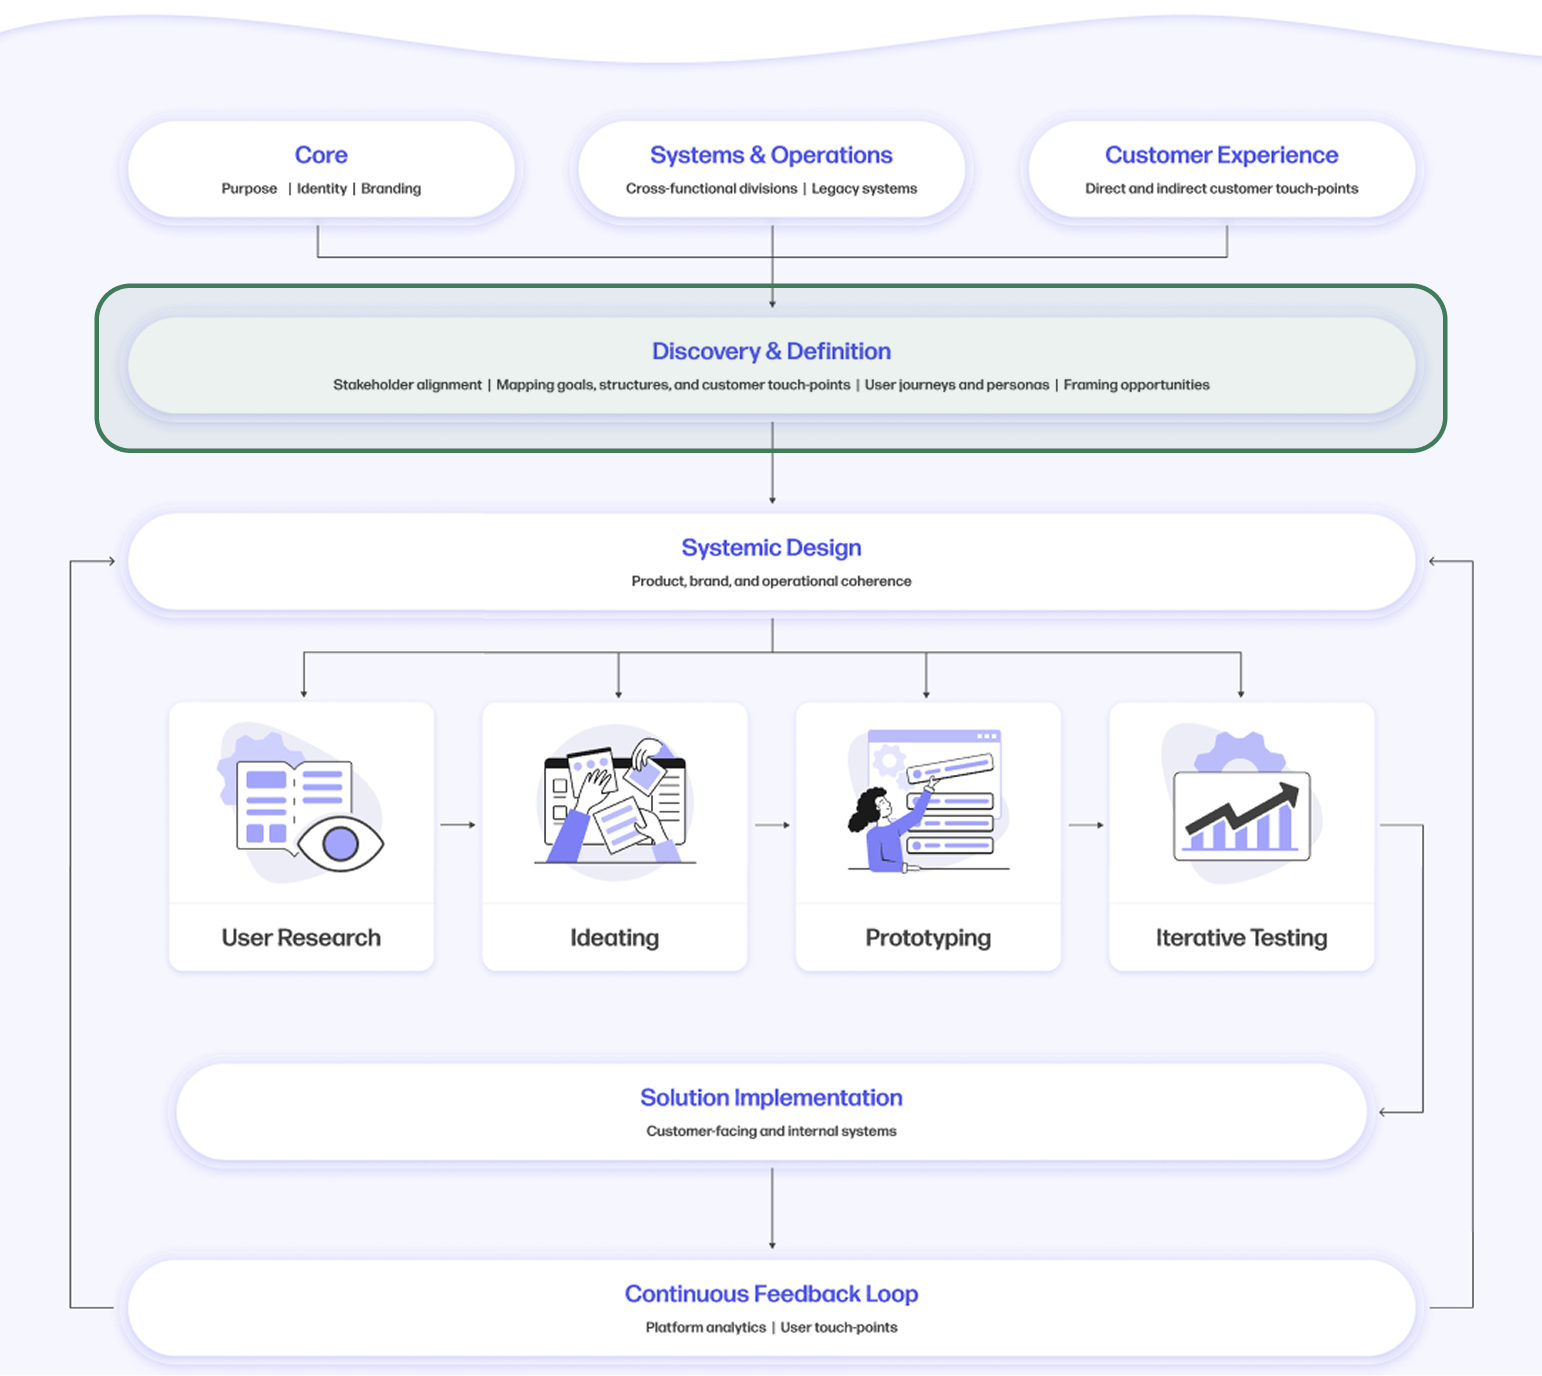 Core
Purpose | Identity | Branding
Systems & Operations
Cross-functional divisions | Legacy systems
Customer Experience
Direct and indirect customer touch-points
Discovery & Definition
Stakeholder alignment | Mapping goals, structures, and customer touch-points | User journeys and personas | Framing opportunities
Systemic Design
Product, brand, and operational coherence
User Research
Ideating
Prototyping
Iterative Testing
Solution Implementation
Customer-facing and internal systems
Continuous Feedback Loop
Platform analytics | User touch-points